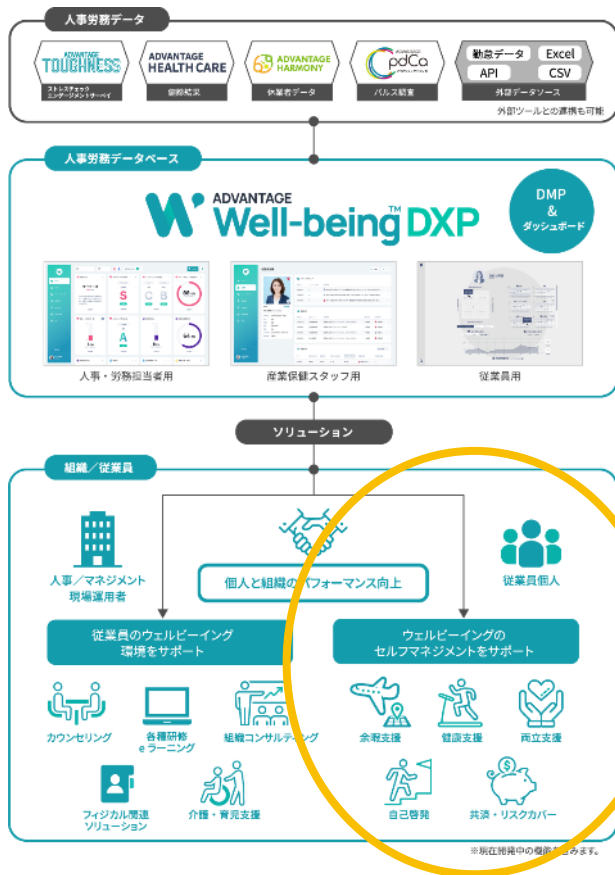 人事労務データ
ADVANTAGE
TOUGHNESS
ストレスチェック
エンゲージメントサーベイ
ADVANTAGE
HEALTH CARE
健診結果
ADVANTAGE
HARMONY
休業者データ
pdCa
パルス調査
勤怠データ
Excel
API
CSV
外部データソース
外部ツールとの連携も可能
人事労務データベース
ADVANTAGE
Well-being™ DXP
DMP
&
ダッシュボード
人事・労務担当者用
産業保健スタッフ用
従業員用
ソリューション
組織／従業員
人事／マネジメント
現場運用者
個人と組織のパフォーマンス向上
従業員個人
従業員のウェルビーイング
環境をサポート
ウェルビーイングの
セルフマネジメントをサポート
カウンセリング
各種研修
eラーニング
組織コンサルティング
余暇支援
健康支援
両立支援
フィジカル関連
ソリューション
介護・育児支援
自己啓発
共済・リスクカバー
※現在開発中の機能を含みます。